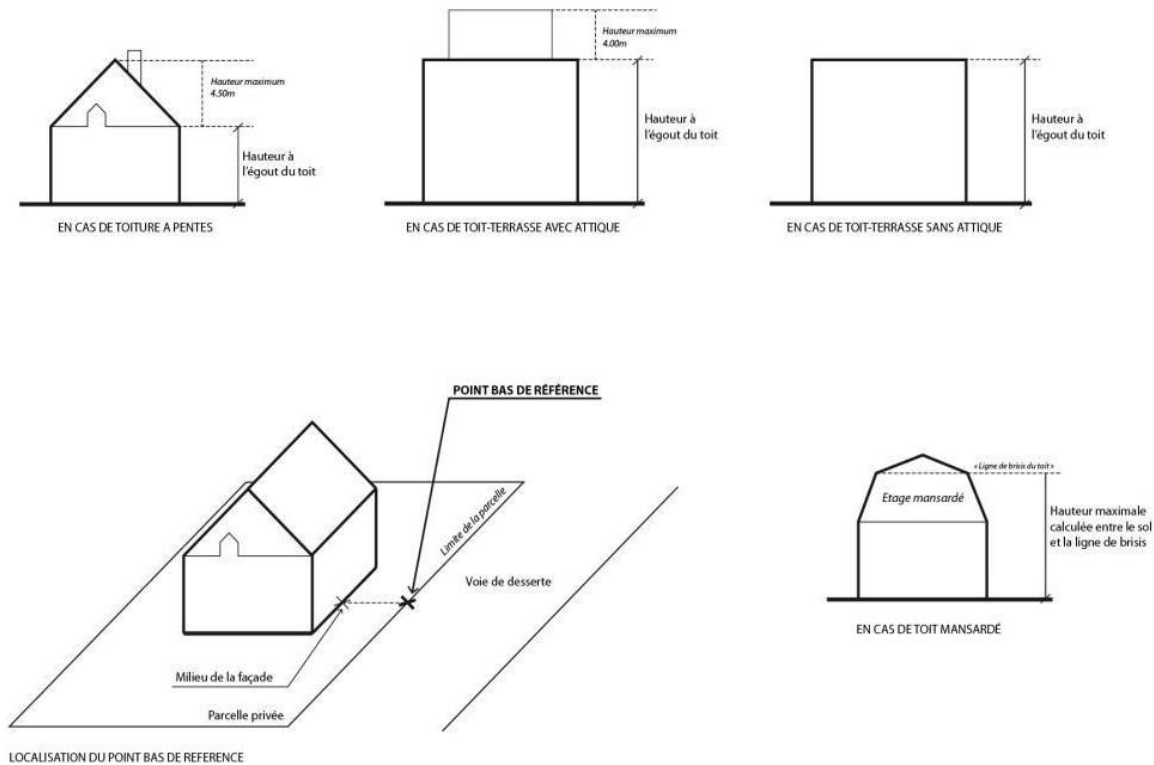 Hauteur maximum
4.50m
Hauteur à
l'égout du toit
EN CAS DE TOITURE A PENTES
Hauteur maximum
4.00m
Hauteur à
l'égout du toit
EN CAS DE TOIT-TERRASSE AVEC ATTIQUE
Hauteur à
l'égout du toit
EN CAS DE TOIT-TERRASSE SANS ATTIQUE
POINT BAS DE RÉFÉRENCE
Limite de la parcelle
Voie de desserte
Milieu de la façade
Parcelle privée
LOCALISATION DU POINT BAS DE REFERENCE
« Ligne de brisis du toit »
Etage mansardé
Hauteur maximale
calculée entre le sol
et la ligne de brisis
EN CAS DE TOIT MANSARDÉ